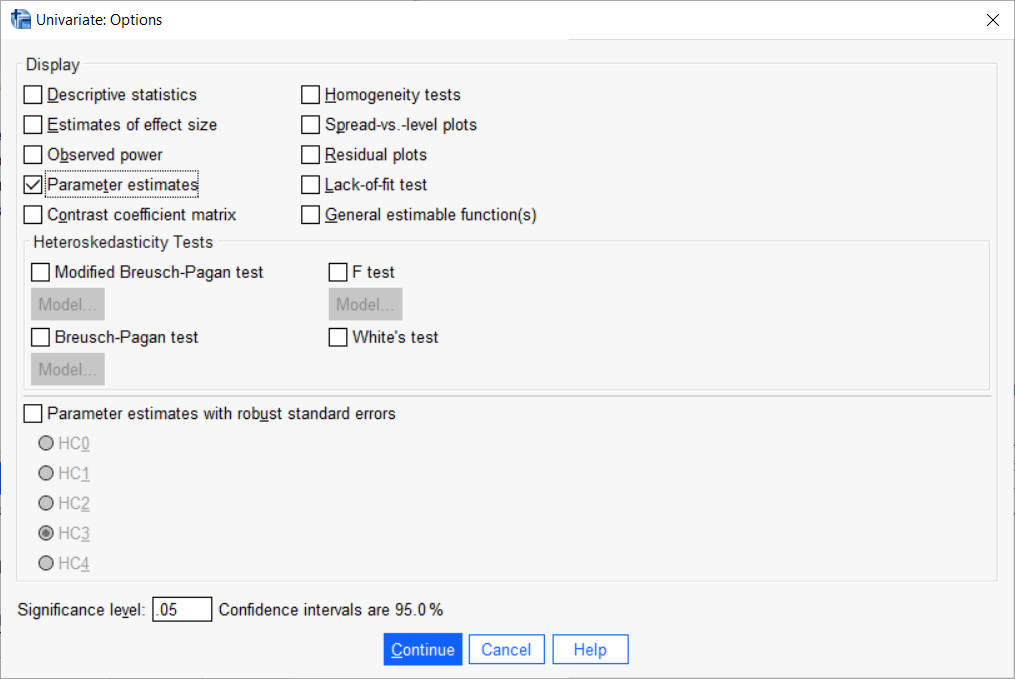 Univariate: Options
Display
Descriptive statistics
Homogeneity tests
Estimates of effect size
Spread-vs.-level plots
Observed power
Residual plots
Parameter estimates
Lack-of-fit test
Contrast coefficient matrix
General estimable function(s)
Heteroskedasticity Tests
Modified Breusch-Pagan test
F test
Model...
Model...
Breusch-Pagan test
White's test
Model...
Parameter estimates with robust standard errors
HC0
HC1
HC2
HC3
HC4
Significance level: .05 Confidence intervals are 95.0 %
Continue
Cancel
Help